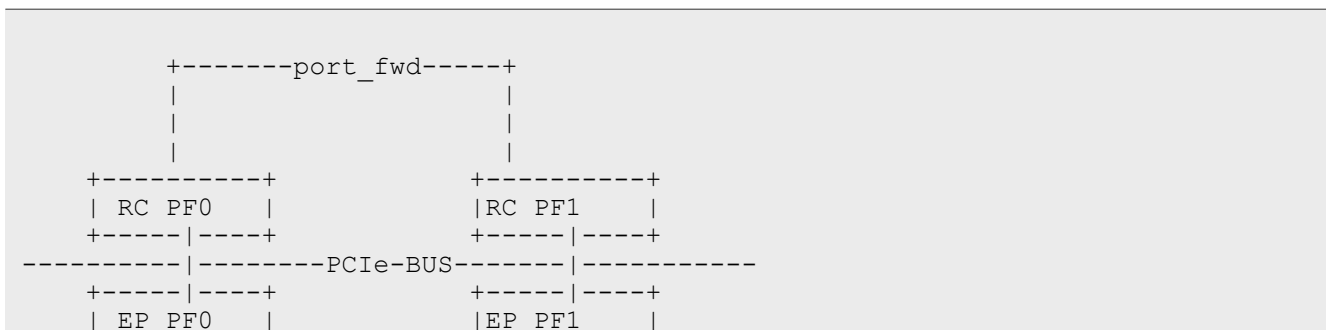 +-------port_fwd-----+
|                    |
|                    |
|                    |
+----------+            +----------+
| RC PF0   |            |RC PF1    |
+-----|----+            +-----|----+
----------|--------PCIe-BUS-------|-----------
+-----|----+            +-----|----+
| EP PF0   |            |EP PF1    |